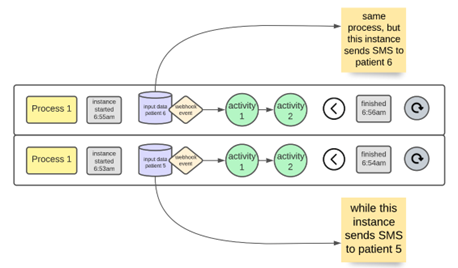 same
process, but
this instance
sends SMS to
patient 6
Process 1
instance
started
6:55am
input data
patient 6
webhook
event
activity
1
activity
2
finished
6:56am
Process 1
instance
started
6:53am
input data
patient 5
webhook
event
activity
1
activity
2
finished
6:54am
while this
instance
sends SMS
to patient 5